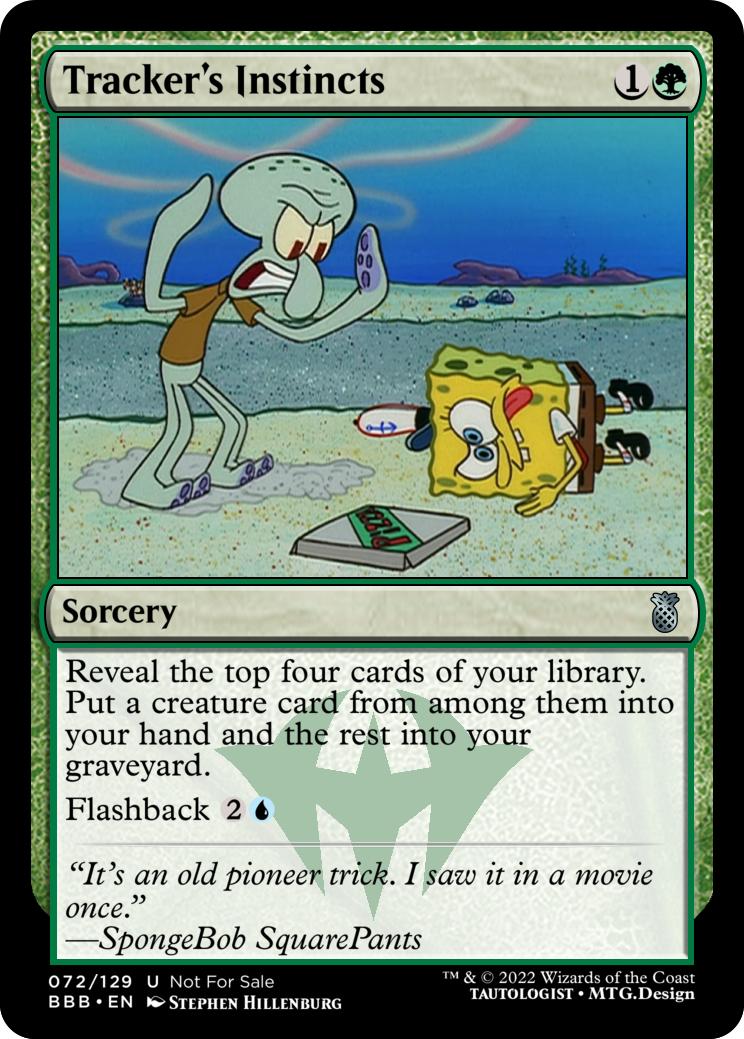 Tracker's Instincts 1
PIZZA
Sorcery
Reveal the top four cards of your library.
Put a creature card from among them into
your hand and the rest into your
graveyard.
Flashback 2
“It's an old pioneer trick. I saw it in a movie
once.”
—SpongeBob SquarePants
072/129 U Not For Sale
BBB • EN Stephen Hillenburg
™ & © 2022 Wizards of the Coast
TAUTOLOGIST • MTG.Design